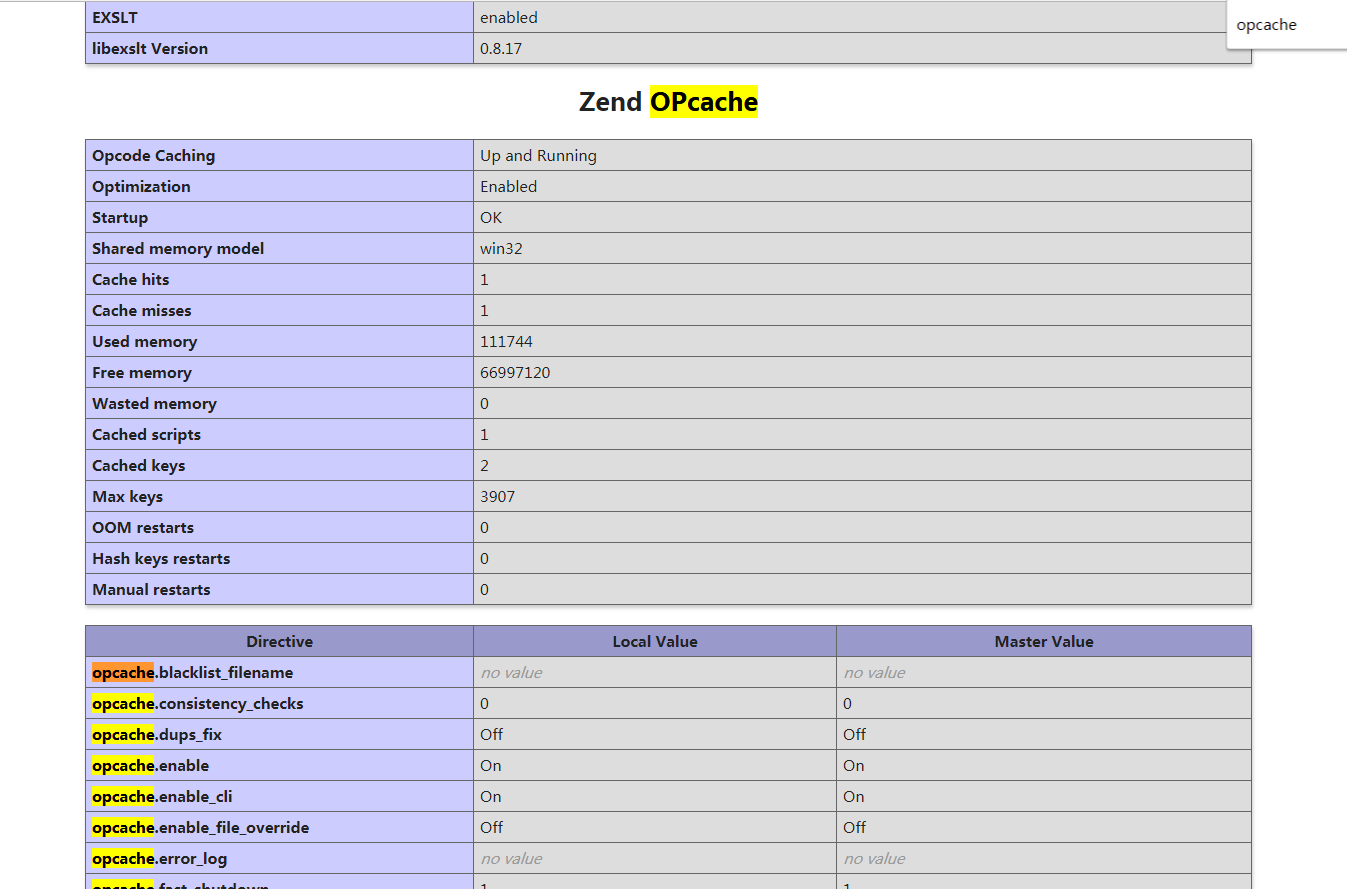 EXSLT enabled
opcache
libexslt Version 0.8.17
Zend OPcache
Opcode Caching Up and Running
Optimization Enabled
Startup OK
Shared memory model win32
Cache hits 1
Cache misses 1
Used memory 111744
Free memory 66997120
Wasted memory 0
Cached scripts 1
Cached keys 2
Max keys 3907
OOM restarts 0
Hash keys restarts 0
Manual restarts 0
Directive Local Value Master Value
opcache.blacklist_filename no value no value
opcache.consistency_checks 0 0
opcache.dups_fix Off Off
opcache.enable On On
opcache.enable_cli On On
opcache.enable_file_override Off Off
opcache.error_log no value no value
opcache.fast_shutdown 1 1